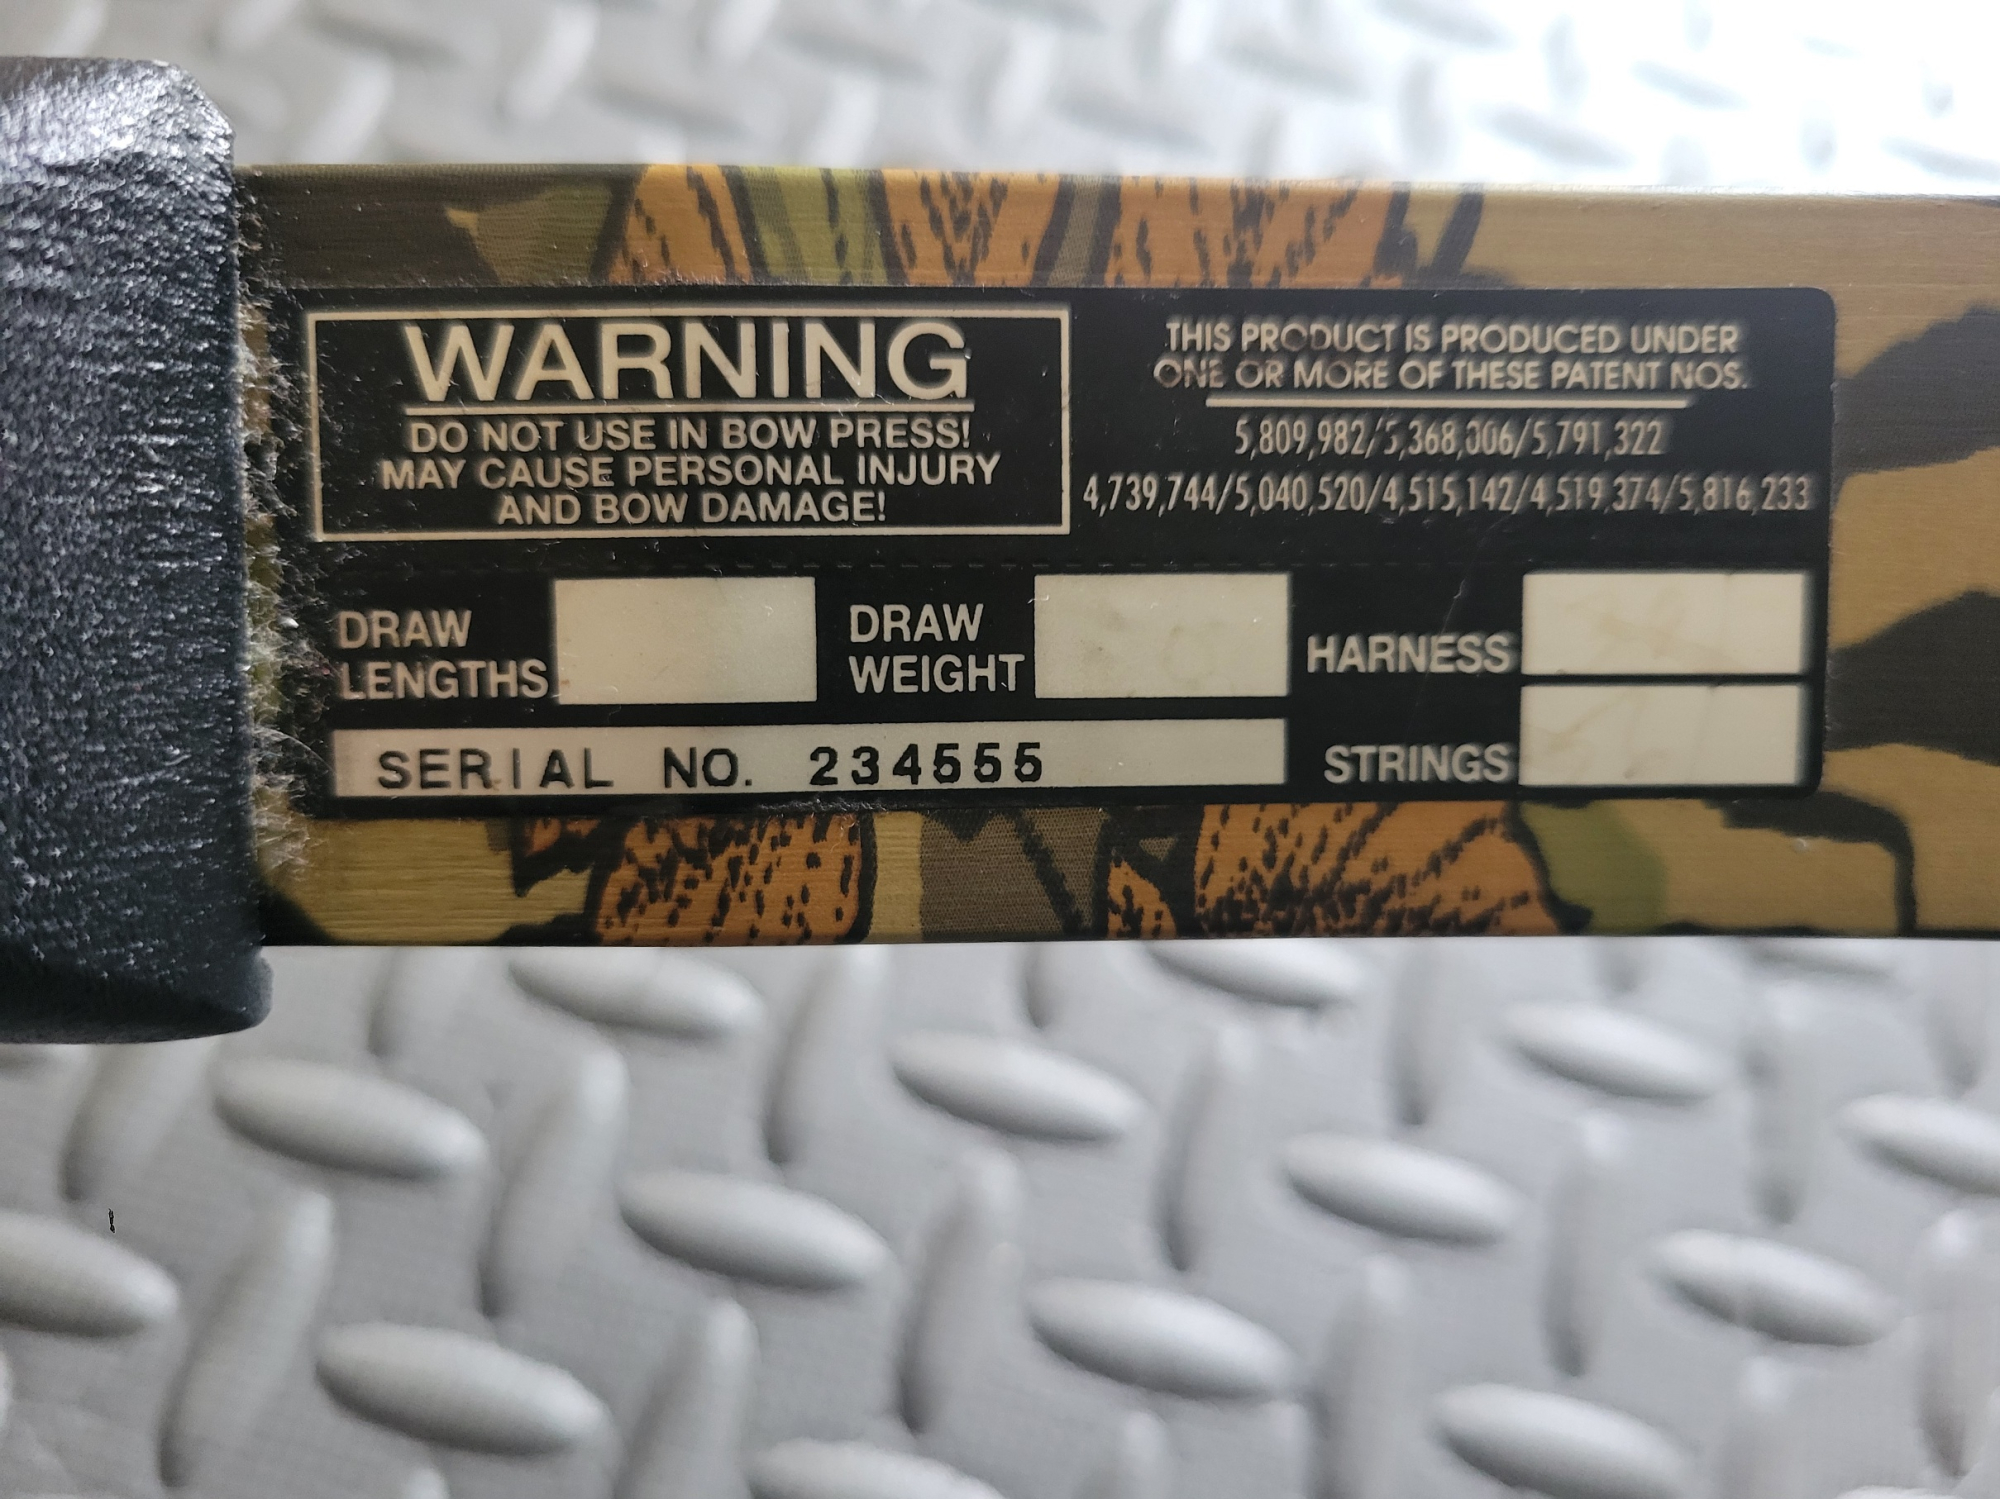 WARNING
DO NOT USE IN BOW PRESS!
MAY CAUSE PERSONAL INJURY
AND BOW DAMAGE!
THIS PRODUCT IS PRODUCED UNDER
ONE OR MORE OF THESE PATENT NOS.
5,809,982/5,368,006/5,791,322
4,739,744/5,040,520/4,515,142/4,519,374/5,816,233
DRAW
LENGTHS
DRAW
WEIGHT
HARNESS
STRINGS
SERIAL NO. 234555